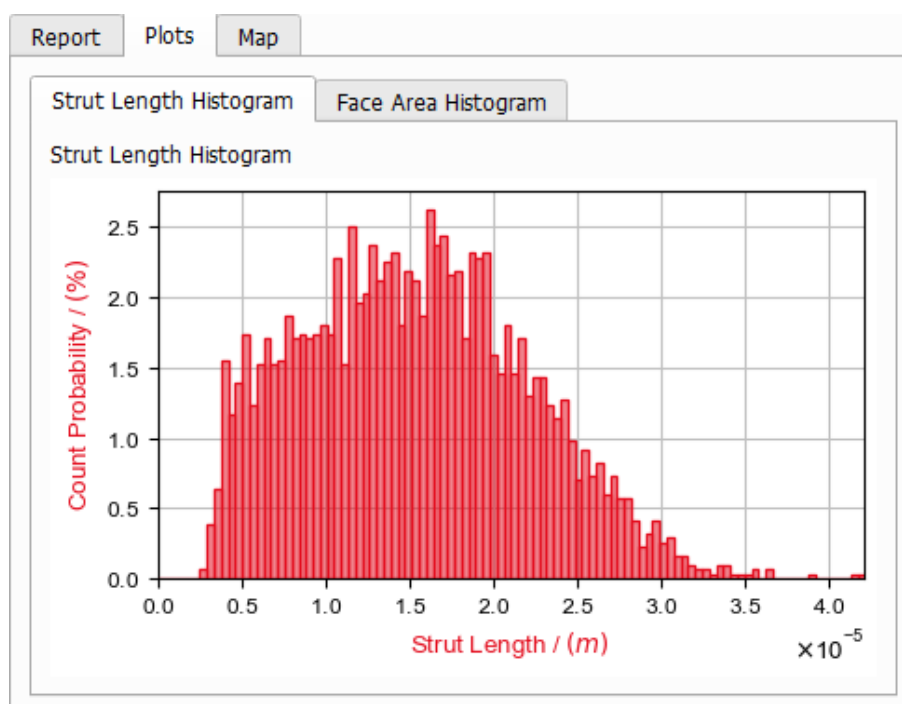 Report Plots Map
Strut Length Histogram Face Area Histogram
Strut Length Histogram
Count Probability / (%)
2.5
2.0
1.5
1.0
0.5
0.0
0.0 0.5 1.0 1.5 2.0 2.5 3.0 3.5 4.0
Strut Length / (m)
×10⁻⁵